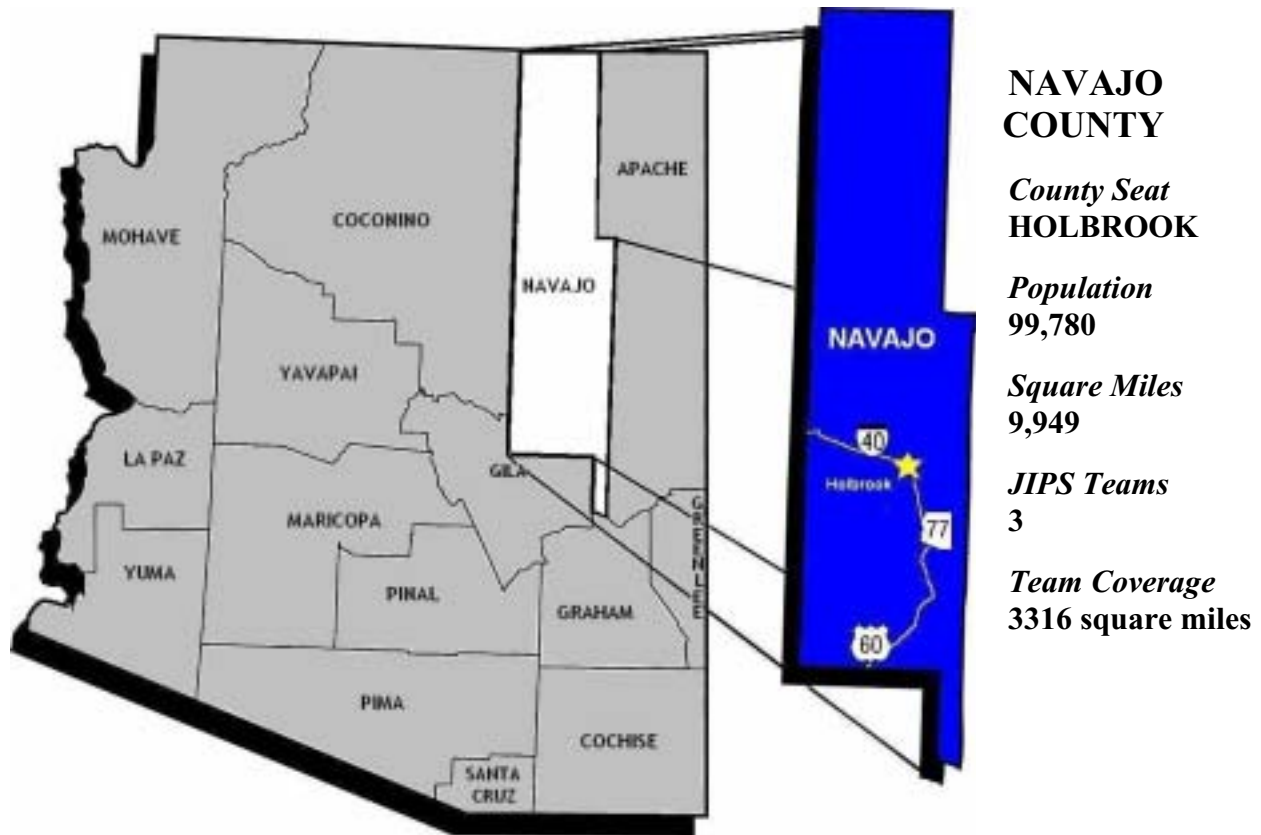 MOHAVE
COCONINO
NAVAJO
APACHE
YAVAPAI
LA PAZ
GILA
MARICOPA
YUMA
PINAL
GRAHAM
GREENLEE
PIMA
COCHISE
SANTA
CRUZ
NAVAJO
40
Holbrook
77
60
NAVAJO
COUNTY
County Seat
HOLBROOK
Population
99,780
Square Miles
9,949
JIPS Teams
3
Team Coverage
3316 square miles